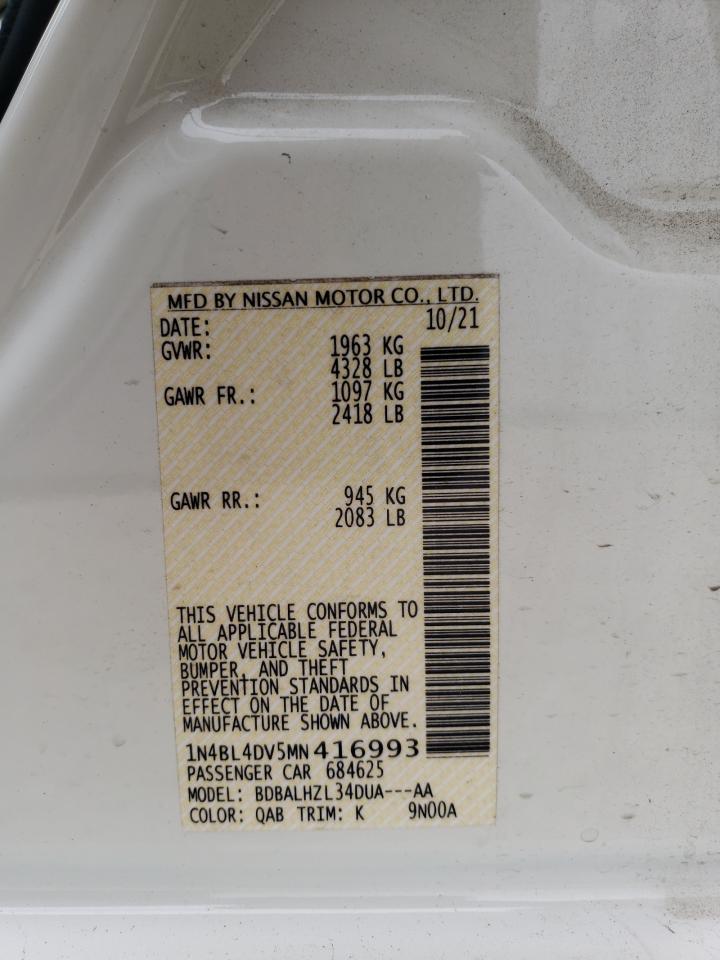 MFD BY NISSAN MOTOR CO., LTD.
DATE: 10/21
GVWR: 1963 KG
4328 LB
GAWR FR.: 1097 KG
2418 LB
GAWR RR.: 945 KG
2083 LB
THIS VEHICLE CONFORMS TO
ALL APPLICABLE FEDERAL
MOTOR VEHICLE SAFETY,
BUMPER, AND THEFT
PREVENTION STANDARDS IN
EFFECT ON THE DATE OF
MANUFACTURE SHOWN ABOVE.
1N4BL4DV5MN416993
PASSENGER CAR 684625
MODEL: BDBALHZL34DUA---AA
COLOR: QAB TRIM: K 9N00A